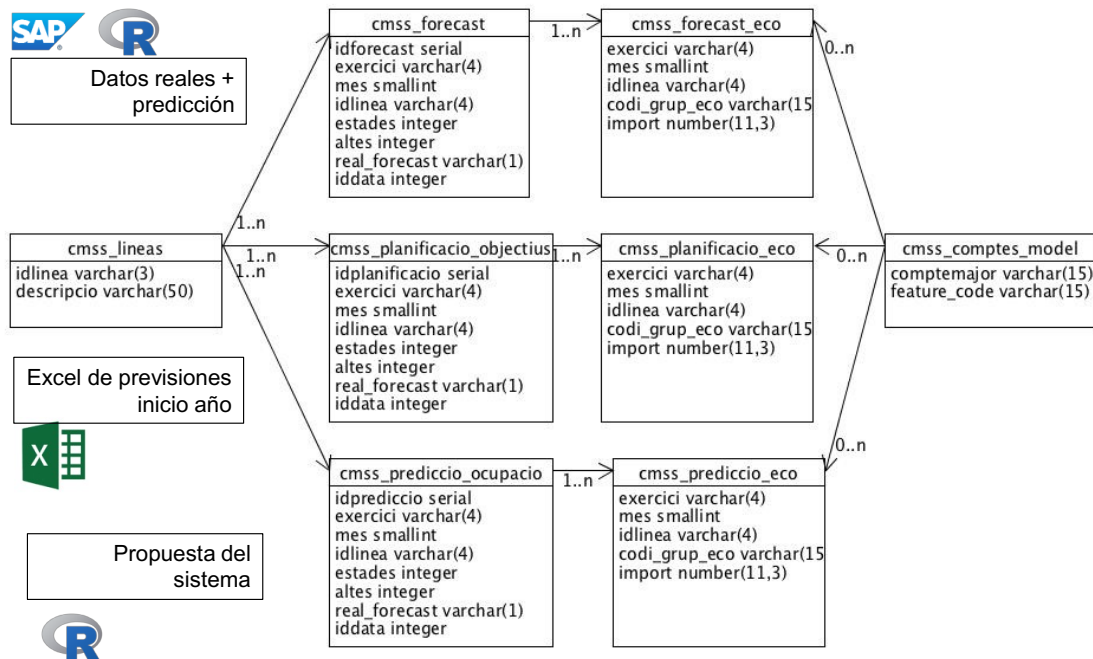 SAP
R
Datos reales +
predicción
cmss_forecast
idforecast serial
exercici varchar(4)
mes smallint
idlinea varchar(4)
estades integer
altes integer
real_forecast varchar(1)
iddata integer
1..n
cmss_forecast_eco
exercici varchar(4)
mes smallint
idlinea varchar(4)
codi_grup_eco varchar(15
import number(11,3)
0..n
1..n
1..n
1..n
cmss_lineas
idlinea varchar(3)
descripcio varchar(50)
cmss_planificacio_objectius
idplanificacio serial
exercici varchar(4)
mes smallint
idlinea varchar(4)
estades integer
altes integer
real_forecast varchar(1)
iddata integer
1..n
cmss_planificacio_eco
exercici varchar(4)
mes smallint
idlinea varchar(4)
codi_grup_eco varchar(15
import number(11,3)
0..n
cmss_comptes_model
comptemajor varchar(15)
feature_code varchar(15)
Excel de previsiones
inicio año
X
cmss_prediccio_ocupacio
idprediccio serial
exercici varchar(4)
mes smallint
idlinea varchar(4)
estades integer
altes integer
real_forecast varchar(1)
iddata integer
1..n
cmss_prediccio_eco
exercici varchar(4)
mes smallint
idlinea varchar(4)
codi_grup_eco varchar(15
import number(11,3)
0..n
Propuesta del
sistema
R